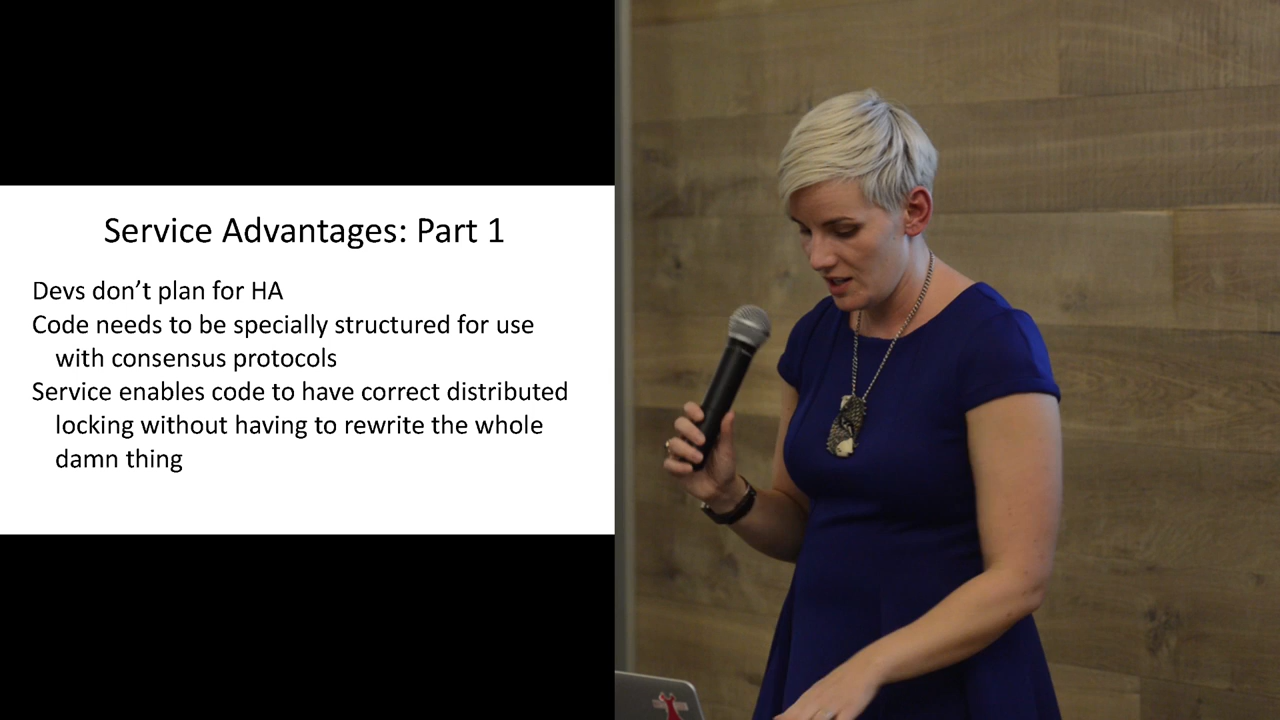 Service Advantages: Part 1
Devs don’t plan for HA
Code needs to be specially structured for use
with consensus protocols
Service enables code to have correct distributed
locking without having to rewrite the whole
damn thing